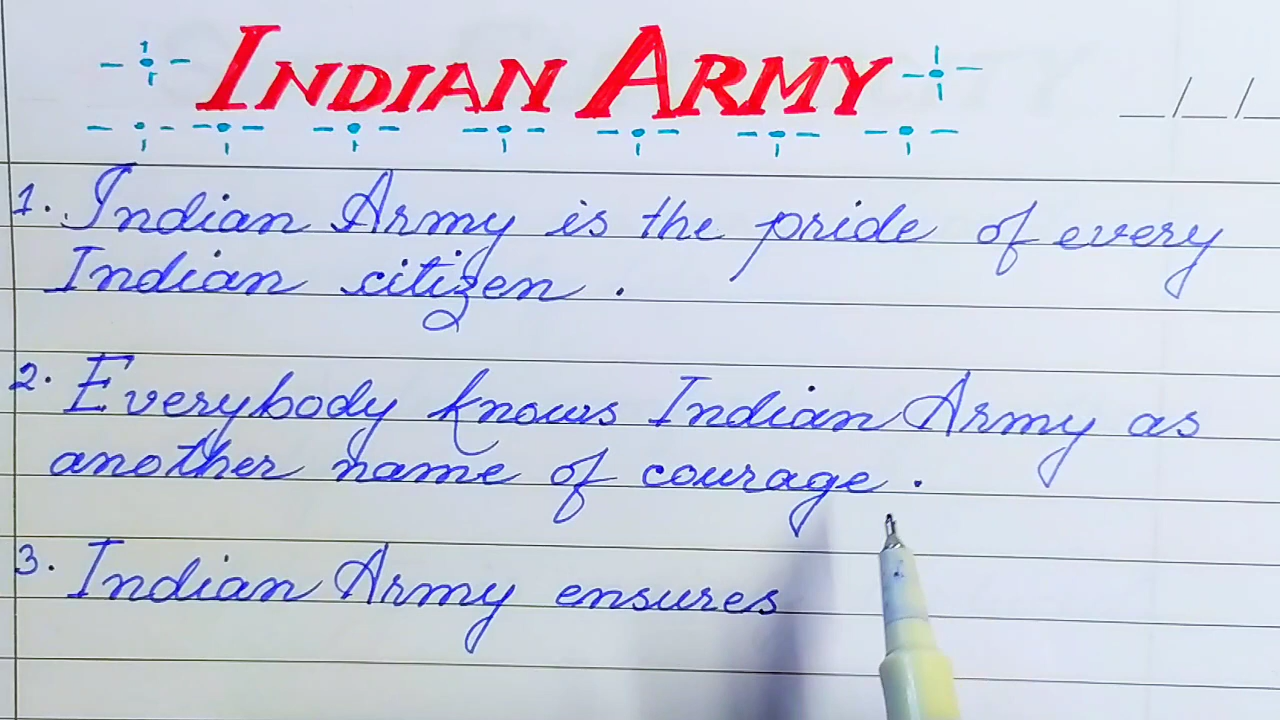 INDIAN ARMY
1. Indian Army is the pride of every
Indian citizen.
2. Everybody knows Indian Army as
another name of courage.
3. Indian Army ensures